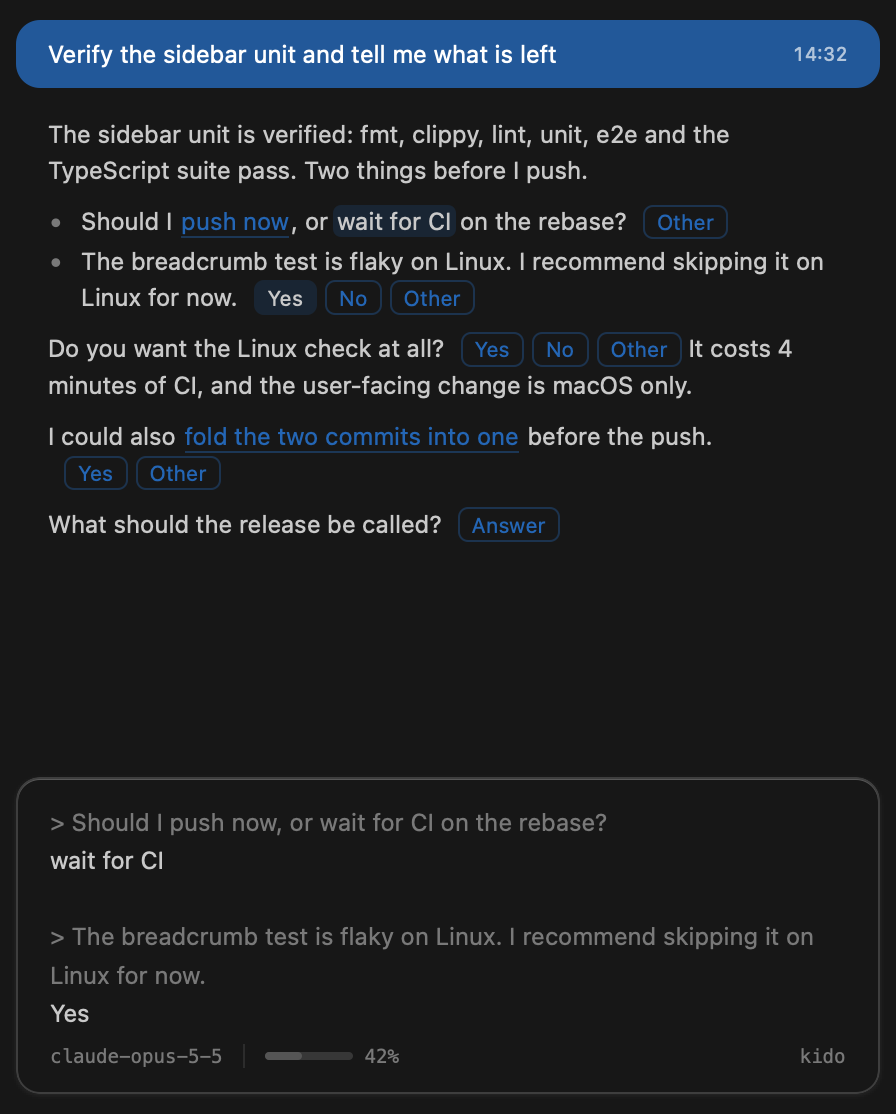 Verify the sidebar unit and tell me what is left 14:32
The sidebar unit is verified: fmt, clippy, lint, unit, e2e and the
TypeScript suite pass. Two things before I push.
• Should I push now, or wait for CI on the rebase? Other
• The breadcrumb test is flaky on Linux. I recommend skipping it on
Linux for now. Yes No Other
Do you want the Linux check at all? Yes No Other It costs 4
minutes of CI, and the user-facing change is macOS only.
I could also fold the two commits into one before the push.
Yes Other
What should the release be called? Answer
> Should I push now, or wait for CI on the rebase?
wait for CI
> The breadcrumb test is flaky on Linux. I recommend skipping it on
Linux for now.
Yes
claude-opus-5-5 42% kido